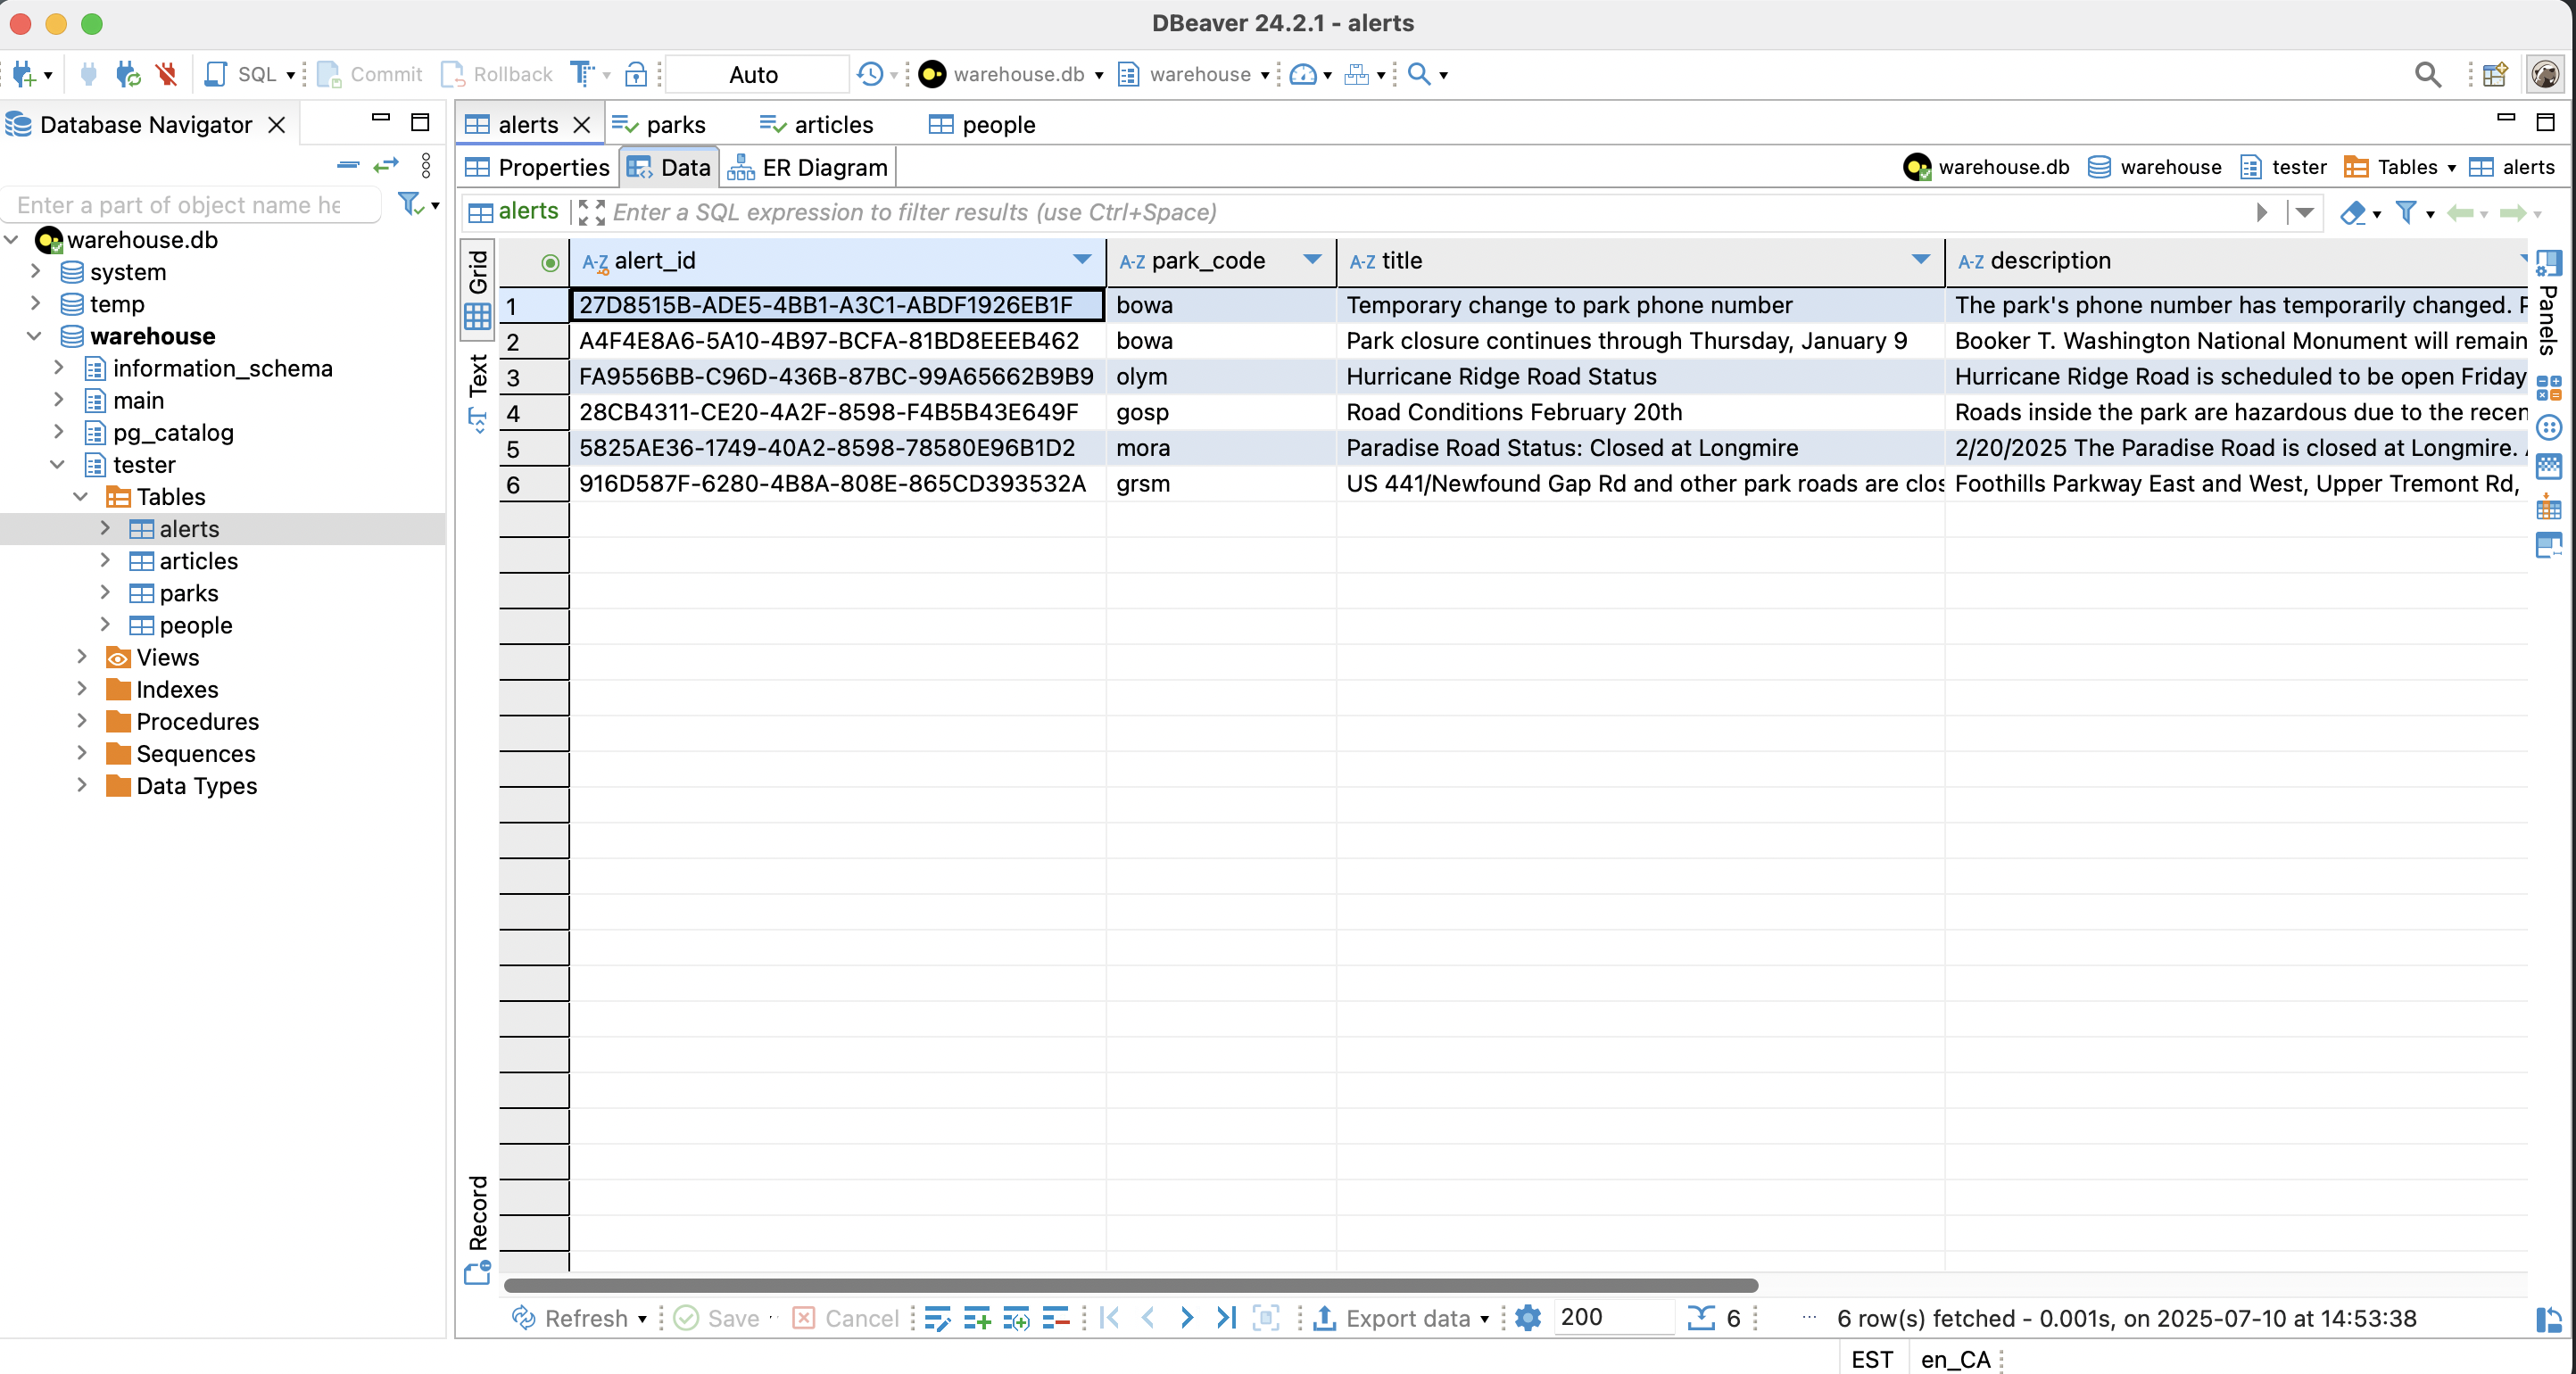 DBeaver 24.2.1 - alerts
SQL Commit Rollback Auto warehouse.db warehouse
Database Navigator
Enter a part of object name he
warehouse.db
system
temp
warehouse
information_schema
main
pg_catalog
tester
Tables
alerts
articles
parks
people
Views
Indexes
Procedures
Sequences
Data Types
alerts parks articles people
Properties Data ER Diagram warehouse.db warehouse tester Tables alerts
alerts Enter a SQL expression to filter results (use Ctrl+Space)
Grid
Text
Record
Panels
A-Z alert_id A-Z park_code A-Z title A-Z description
1 27D8515B-ADE5-4BB1-A3C1-ABDF1926EB1F bowa Temporary change to park phone number The park's phone number has temporarily changed. P
2 A4F4E8A6-5A10-4B97-BCFA-81BD8EEEB462 bowa Park closure continues through Thursday, January 9 Booker T. Washington National Monument will remain
3 FA9556BB-C96D-436B-87BC-99A65662B9B9 olym Hurricane Ridge Road Status Hurricane Ridge Road is scheduled to be open Friday
4 28CB4311-CE20-4A2F-8598-F4B5B43E649F gosp Road Conditions February 20th Roads inside the park are hazardous due to the recen
5 5825AE36-1749-40A2-8598-78580E96B1D2 mora Paradise Road Status: Closed at Longmire 2/20/2025 The Paradise Road is closed at Longmire.
6 916D587F-6280-4B8A-808E-865CD393532A grsm US 441/Newfound Gap Rd and other park roads are clos Foothills Parkway East and West, Upper Tremont Rd,
Refresh Save Cancel Export data 200 6 ... 6 row(s) fetched - 0.001s, on 2025-07-10 at 14:53:38
EST en_CA